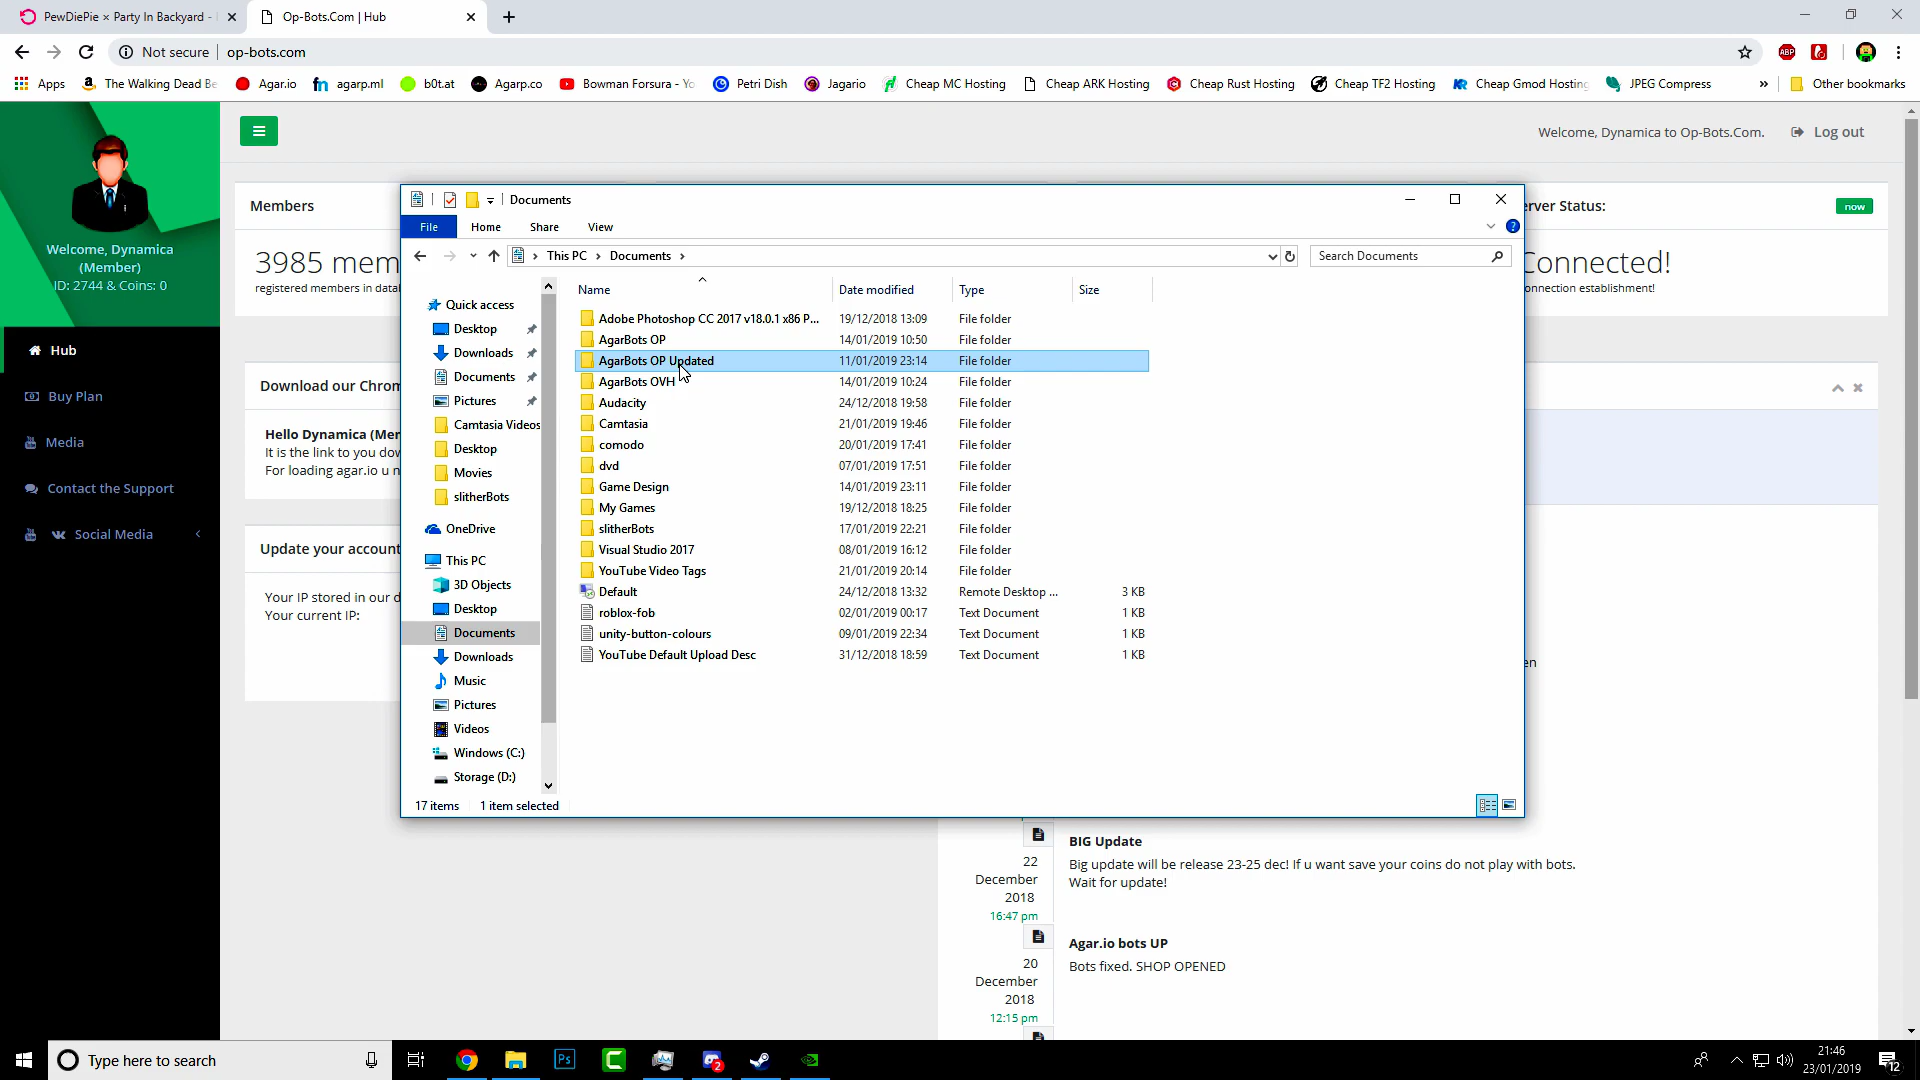 PewDiePie × Party In Backyard -
Op-Bots.Com | Hub
Not secure | op-bots.com
Apps
The Walking Dead Be
Agar.io
agarp.ml
b0t.at
Agarp.co
Bowman Forsura - Yo
Petri Dish
Jagario
Cheap MC Hosting
Cheap ARK Hosting
Cheap Rust Hosting
Cheap TF2 Hosting
Cheap Gmod Hosting
JPEG Compress
»
Other bookmarks
Welcome, Dynamica to Op-Bots.Com.
Log out
Welcome, Dynamica
(Member)
ID: 2744 & Coins: 0
Hub
Buy Plan
Media
Contact the Support
Social Media
Members
3985 mem
registered members in datab
erver Status:
now
Connected!
onnection establishment!
Download our Chrom
Hello Dynamica (Mem
It is the link to you dow
For loading agar.io u n
Update your account
Your IP stored in our d
Your current IP:
Documents
File
Home
Share
View
This PC
Documents
Search Documents
Quick access
Desktop
Downloads
Documents
Pictures
Camtasia Videos
Desktop
Movies
slitherBots
OneDrive
This PC
3D Objects
Desktop
Documents
Downloads
Music
Pictures
Videos
Windows (C:)
Storage (D:)
Name Date modified Type Size
Adobe Photoshop CC 2017 v18.0.1 x86 P... 19/12/2018 13:09 File folder
AgarBots OP 14/01/2019 10:50 File folder
AgarBots OP Updated 11/01/2019 23:14 File folder
AgarBots OVH 14/01/2019 10:24 File folder
Audacity 24/12/2018 19:58 File folder
Camtasia 21/01/2019 19:46 File folder
comodo 20/01/2019 17:41 File folder
dvd 07/01/2019 17:51 File folder
Game Design 14/01/2019 23:11 File folder
My Games 19/12/2018 18:25 File folder
slitherBots 17/01/2019 22:21 File folder
Visual Studio 2017 08/01/2019 16:12 File folder
YouTube Video Tags 21/01/2019 20:14 File folder
Default 24/12/2018 13:32 Remote Desktop ... 3 KB
roblox-fob 02/01/2019 00:17 Text Document 1 KB
unity-button-colours 09/01/2019 22:34 Text Document 1 KB
YouTube Default Upload Desc 31/12/2018 18:59 Text Document 1 KB
17 items
1 item selected
en
22
December
2018
16:47 pm
BIG Update
Big update will be release 23-25 dec! If u want save your coins do not play with bots.
Wait for update!
20
December
2018
12:15 pm
Agar.io bots UP
Bots fixed. SHOP OPENED
Type here to search
Ps
2
21:46
23/01/2019
12